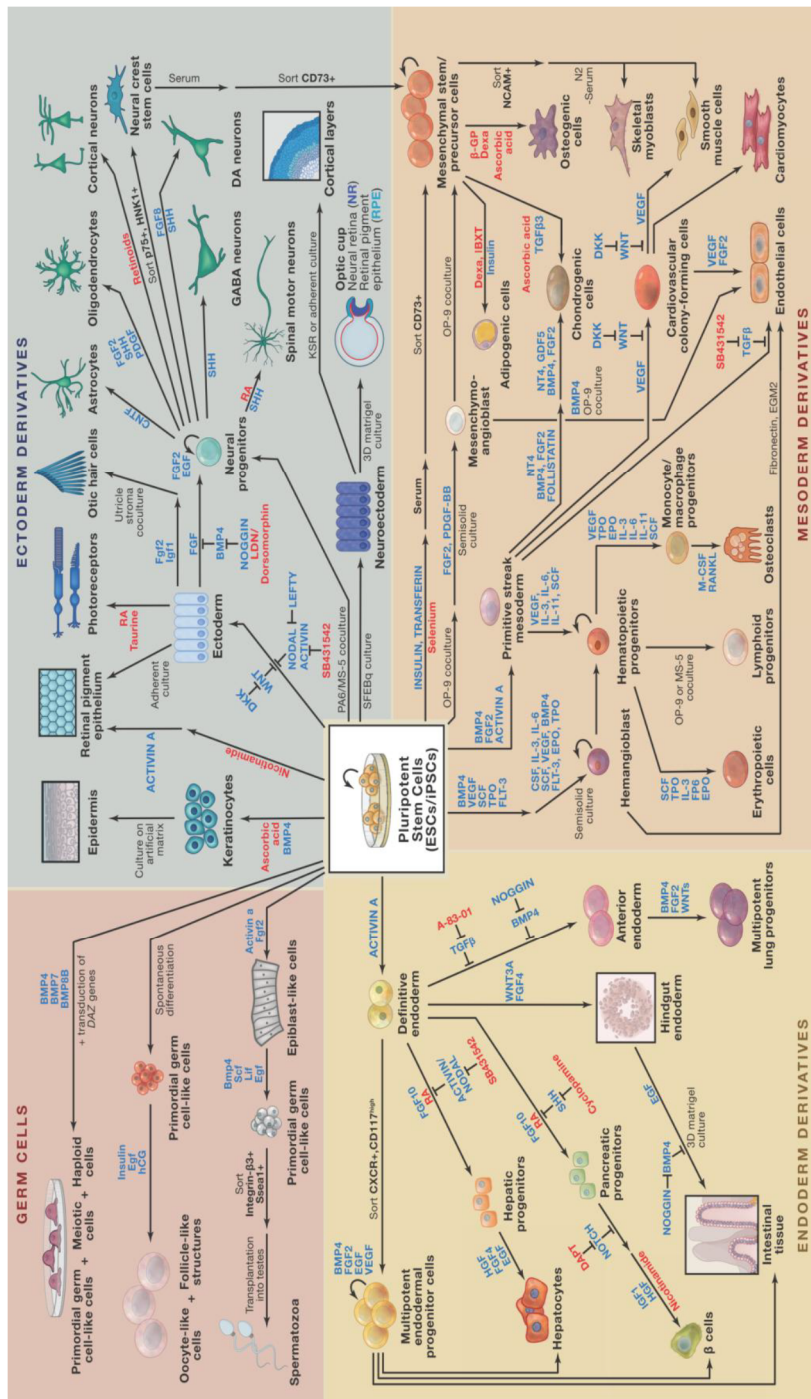 GERM CELLS
Primordial germ + Meiotic + Haploid
cell-like cells cells cells
BMP4
BMP7
BMP8B
+ transduction of
DAZ genes
Oocyte-like + Follicle-like
cells structures
Insulin
Egf
hCG
Primordial germ
cell-like cells
Spontaneous
differentiation
Spermatozoa
Transplantation
into testes
Sort
Integrin-β3+
Ssea1+
Primordial germ
cell-like cells
Bmp4
Scf
Lif
Egf
Epiblast-like cells
Activin a
Fgf2
ECTODERM DERIVATIVES
Epidermis
Culture on
artificial
matrix
Keratinocytes
Ascorbic
acid
BMP4
Retinal pigment
epithelium
ACTIVIN A
Nicotinamide
Adherent
culture
Photoreceptors
RA
Taurine
Ectoderm
DKK
WNT
NODAL
ACTIVIN
LEFTY
SB431542
Otic hair cells
Utricle
stroma
coculture
Fgf2
Igf1
FGF
BMP4
NOGGIN
LDN/
Dorsomorphin
FGF2
EGF
Neural
progenitors
Astrocytes
CNTF
Oligodendrocytes
FGF2
SHH
PDGF
Cortical neurons
Retinoids
Neural crest
stem cells
Sort p75+, HNK1+
DA neurons
FGF8
SHH
GABA neurons
SHH
Spinal motor neurons
RA
SHH
Serum
Sort CD73+
PA6/MS-5 coculture
SFEBq culture
Neuroectoderm
3D matrigel
culture
KSR or adherent culture
Cortical layers
Optic cup
Neural retina (NR)
Retinal pigment
epithelium (RPE)
Pluripotent
Stem Cells
(ESCs/iPSCs)
ENDODERM DERIVATIVES
ACTIVIN A
Definitive
endoderm
Sort CXCR+,CD117high
BMP4
FGF2
EGF
VEGF
Multipotent
endodermal
progenitor cells
FGF10
RA
ACTIVIN/
NODAL
SB431542
Hepatic
progenitors
HGF
FGF4
EGF
Hepatocytes
FGF10
RA
SHH
Cyclopamine
Pancreatic
progenitors
DAPT
NOTCH
IGF1
HGF
Nicotinamide
β cells
WNT3A
FGF4
Hindgut
endoderm
EGF
NOGGIN
BMP4
3D matrigel
culture
Intestinal
tissue
A-83-01
TGFβ
NOGGIN
BMP4
Anterior
endoderm
BMP4
FGF2
WNTs
Multipotent
lung progenitors
MESODERM DERIVATIVES
INSULIN, TRANSFERIN
Selenium
Serum
Sort CD73+
Mesenchymal stem/
precursor cells
OP-9 coculture
FGF2, PDGF-BB
Semisolid
culture
Mesenchymo-
angioblast
OP-9 coculture
Dexa, IBXT
Insulin
Adipogenic cells
β-GP
Dexa
Ascorbic
acid
Osteogenic
cells
Sort
NCAM+
N2
-Serum
Skeletal
myoblasts
Smooth
muscle cells
Ascorbic acid
TGFβ3
Chondrogenic
cells
NT4, GDF5
BMP4, FGF2
NT4
BMP4, FGF2
FOLLISTATIN
BMP4
OP-9
coculture
BMP4
FGF2
ACTIVIN A
Primitive streak
mesoderm
DKK
WNT
VEGF
Cardiovascular
colony-forming cells
DKK
WNT
VEGF
Cardiomyocytes
VEGF
FGF2
Endothelial cells
SB431542
TGFβ
BMP4
VEGF
SCF
TPO
FLT-3
CSF, IL-3, IL-6
SCF, VEGF, BMP4
FLT-3, EPO, TPO
Semisolid
culture
Hemangioblast
VEGF,
IL-3, IL-6,
IL-11, SCF
Hematopoietic
progenitors
VEGF
TPO
EPO
IL-3
IL-6
IL-11
SCF
Monocyte/
macrophage
progenitors
M-CSF
RANKL
Osteoclasts
OP-9 or MS-5
coculture
Lymphoid
progenitors
SCF
TPO
IL-3
FP6
EPO
Erythropoietic
cells
Fibronectin, EGM2